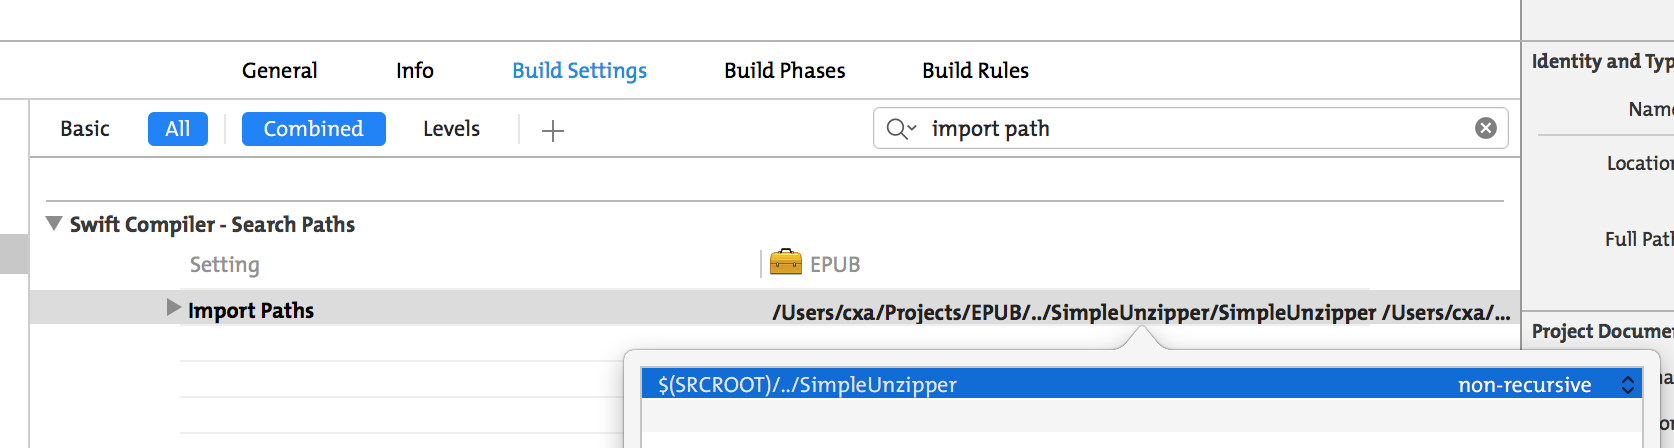 General Info Build Settings Build Phases Build Rules
Identity and Typ
Basic All Combined Levels + import path
Name
Location
Swift Compiler - Search Paths
Full Path
Setting EPUB
Import Paths /Users/cxa/Projects/EPUB/../SimpleUnzipper/SimpleUnzipper /Users/cxa/...
Project Docume
$(SRCROOT)/../SimpleUnzipper non-recursive